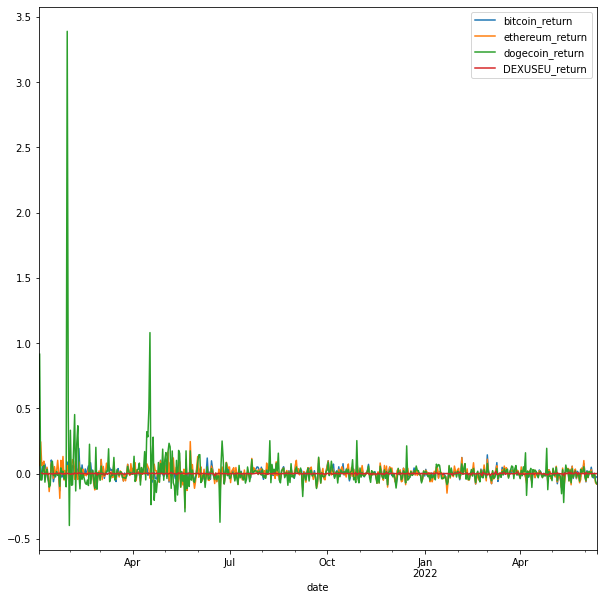 3.5
3.0
2.5
2.0
1.5
1.0
0.5
0.0
−0.5
bitcoin_return
ethereum_return
dogecoin_return
DEXUSEU_return
Apr Jul Oct Jan Apr
2022
date